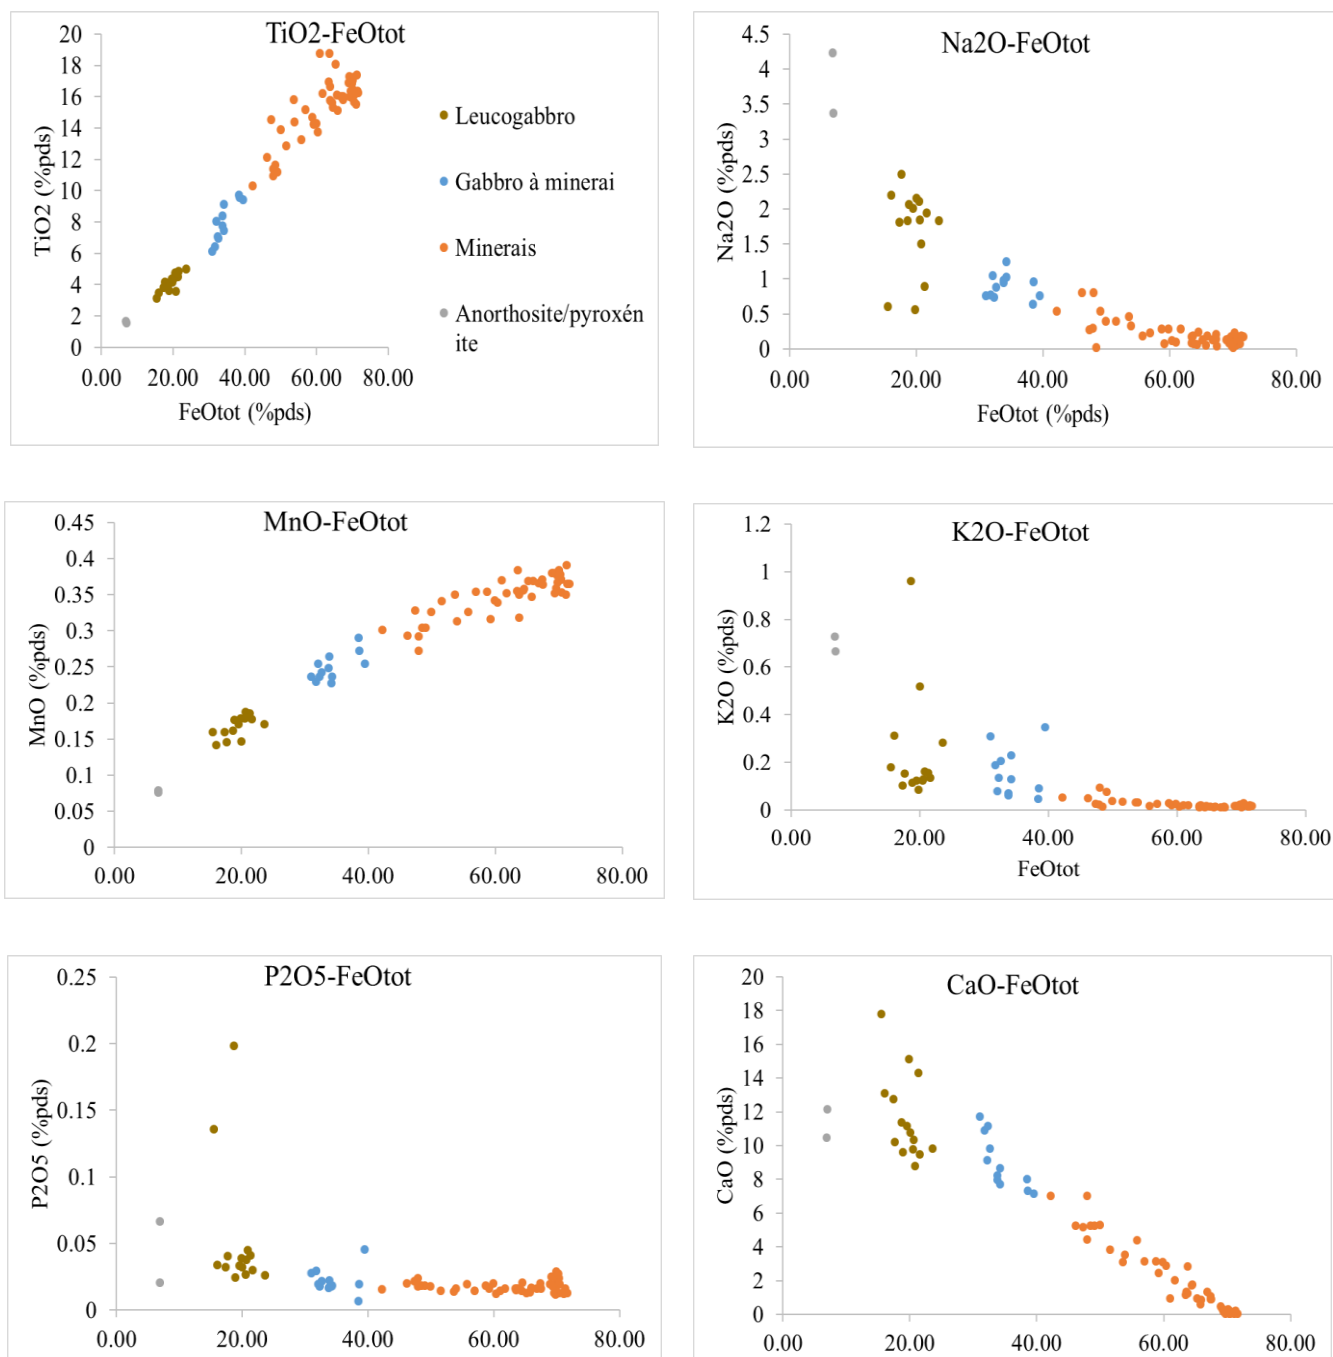 TiO2-FeOtot
20
18
16
14
12
10
8
6
4
2
0
TiO2 (%pds)
0.00 20.00 40.00 60.00 80.00
FeOtot (%pds)
Leucogabbro
Gabbro à minerai
Minerais
Anorthosite/pyroxén
ite
Na2O-FeOtot
4.5
4
3.5
3
2.5
2
1.5
1
0.5
0
Na2O (%pds)
0.00 20.00 40.00 60.00 80.00
FeOtot (%pds)
MnO-FeOtot
0.45
0.4
0.35
0.3
0.25
0.2
0.15
0.1
0.05
0
MnO (%pds)
0.00 20.00 40.00 60.00 80.00
K2O-FeOtot
1.2
1
0.8
0.6
0.4
0.2
0
K2O (%pds)
0.00 20.00 40.00 60.00 80.00
FeOtot
P2O5-FeOtot
0.25
0.2
0.15
0.1
0.05
0
P2O5 (%pds)
0.00 20.00 40.00 60.00 80.00
CaO-FeOtot
20
18
16
14
12
10
8
6
4
2
0
CaO (%pds)
0.00 20.00 40.00 60.00 80.00